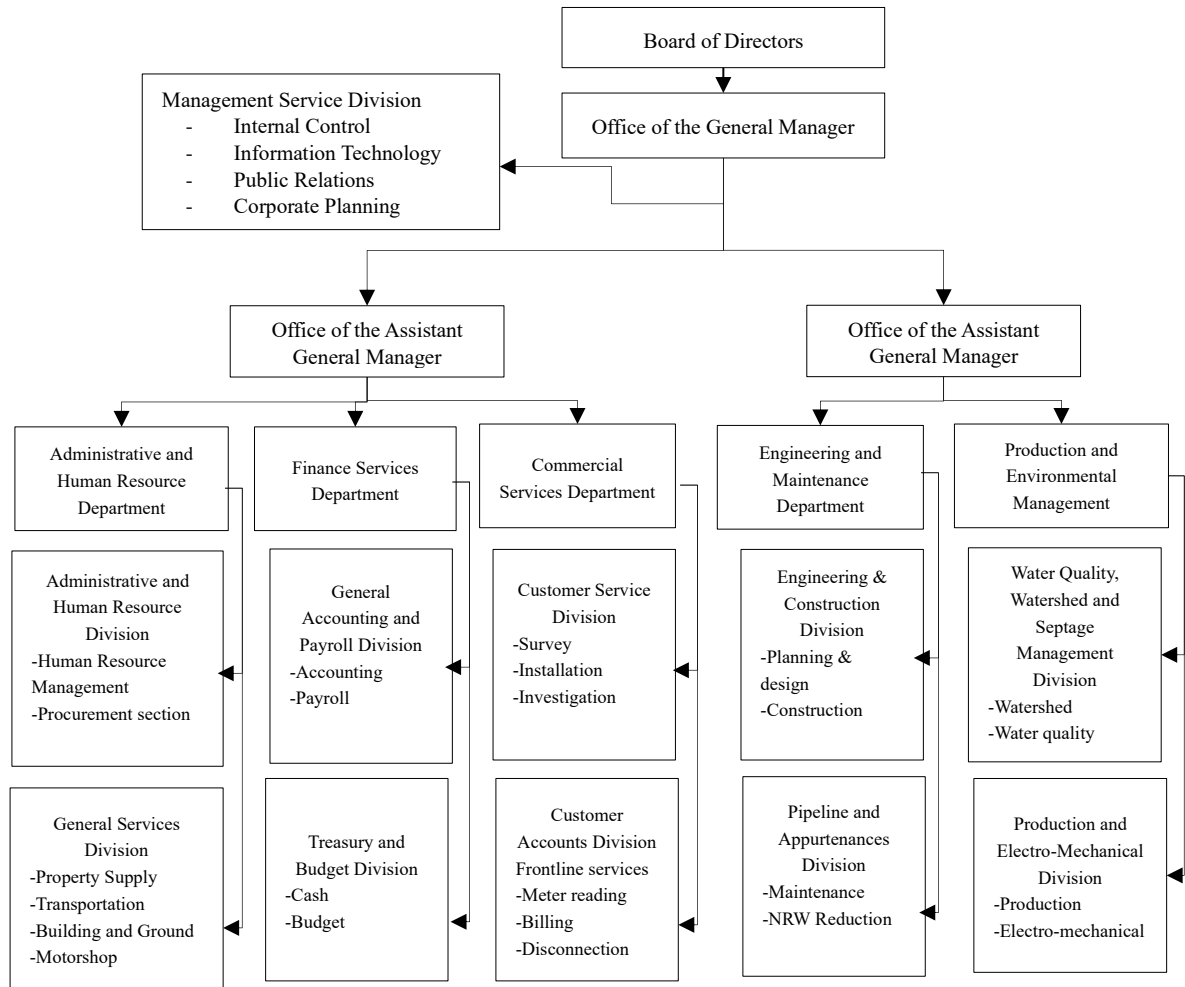 Board of Directors
Management Service Division
- Internal Control
- Information Technology
- Public Relations
- Corporate Planning
Office of the General Manager
Office of the Assistant
General Manager
Office of the Assistant
General Manager
Administrative and
Human Resource
Department
Finance Services
Department
Commercial
Services Department
Engineering and
Maintenance
Department
Production and
Environmental
Management
Administrative and
Human Resource
Division
-Human Resource
Management
-Procurement section
General
Accounting and
Payroll Division
-Accounting
-Payroll
Customer Service
Division
-Survey
-Installation
-Investigation
Engineering &
Construction
Division
-Planning &
design
-Construction
Water Quality,
Watershed and
Septage
Management
Division
-Watershed
-Water quality
General Services
Division
-Property Supply
-Transportation
-Building and Ground
-Motorshop
Treasury and
Budget Division
-Cash
-Budget
Customer
Accounts Division
Frontline services
-Meter reading
-Billing
-Disconnection
Pipeline and
Appurtenances
Division
-Maintenance
-NRW Reduction
Production and
Electro-Mechanical
Division
-Production
-Electro-mechanical